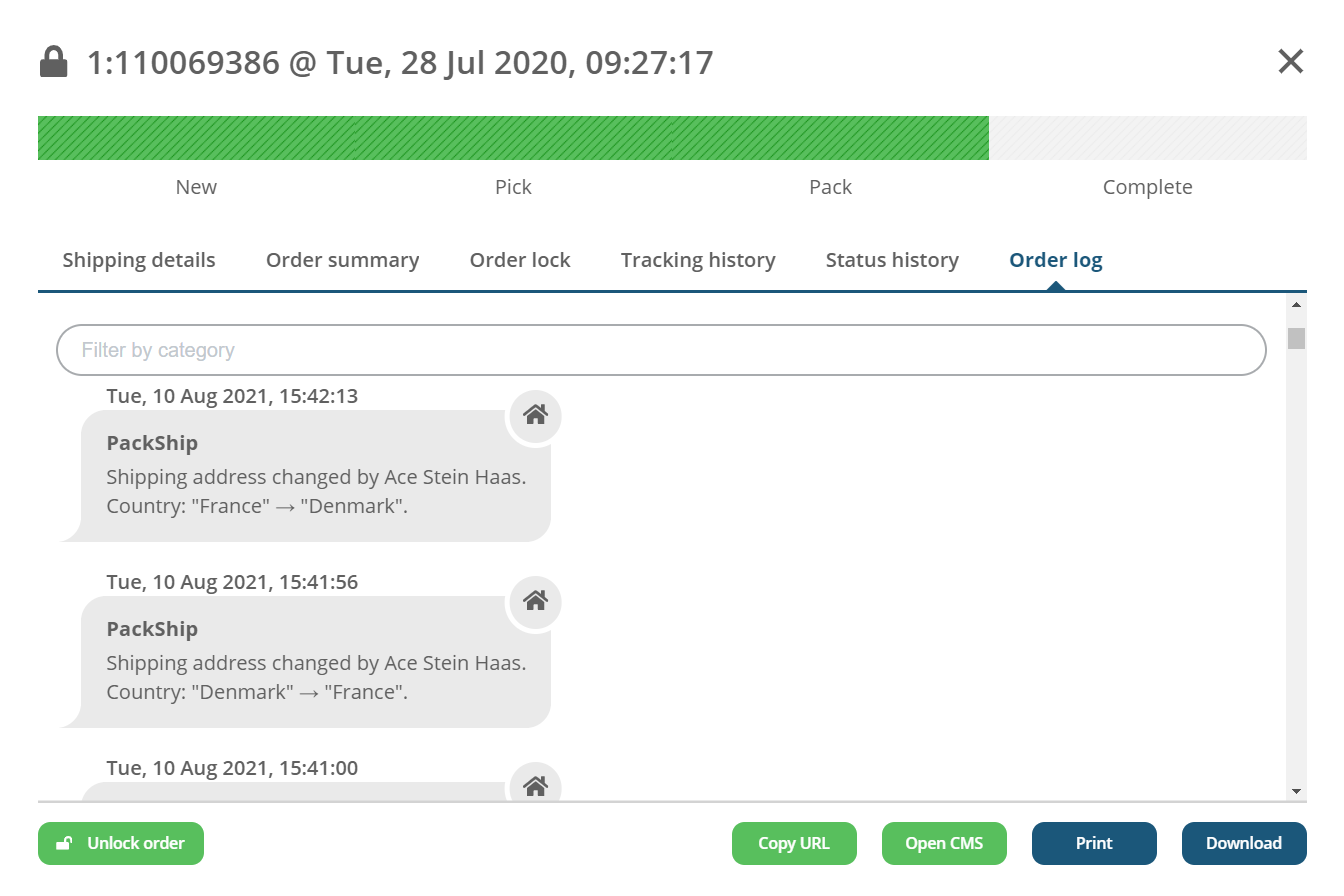 1:110069386 @ Tue, 28 Jul 2020, 09:27:17
New Pick Pack Complete
Shipping details Order summary Order lock Tracking history Status history Order log
Filter by category
Tue, 10 Aug 2021, 15:42:13
PackShip
Shipping address changed by Ace Stein Haas.
Country: "France" → "Denmark".
Tue, 10 Aug 2021, 15:41:56
PackShip
Shipping address changed by Ace Stein Haas.
Country: "Denmark" → "France".
Tue, 10 Aug 2021, 15:41:00
Unlock order Copy URL Open CMS Print Download